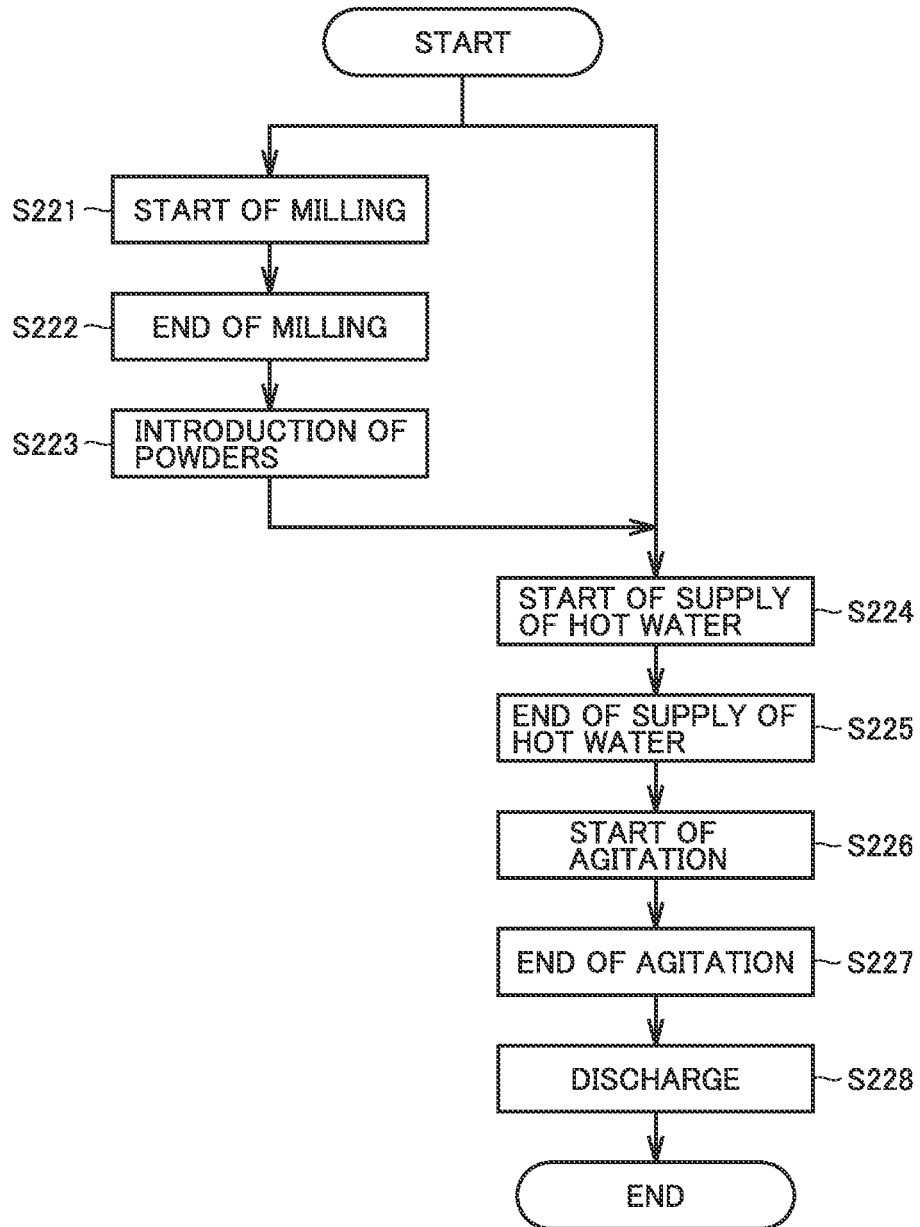 START
S221
START OF MILLING
S222
END OF MILLING
S223
INTRODUCTION OF
POWDERS
START OF SUPPLY
OF HOT WATER
S224
END OF SUPPLY OF
HOT WATER
S225
START OF
AGITATION
S226
END OF AGITATION
S227
DISCHARGE
S228
END